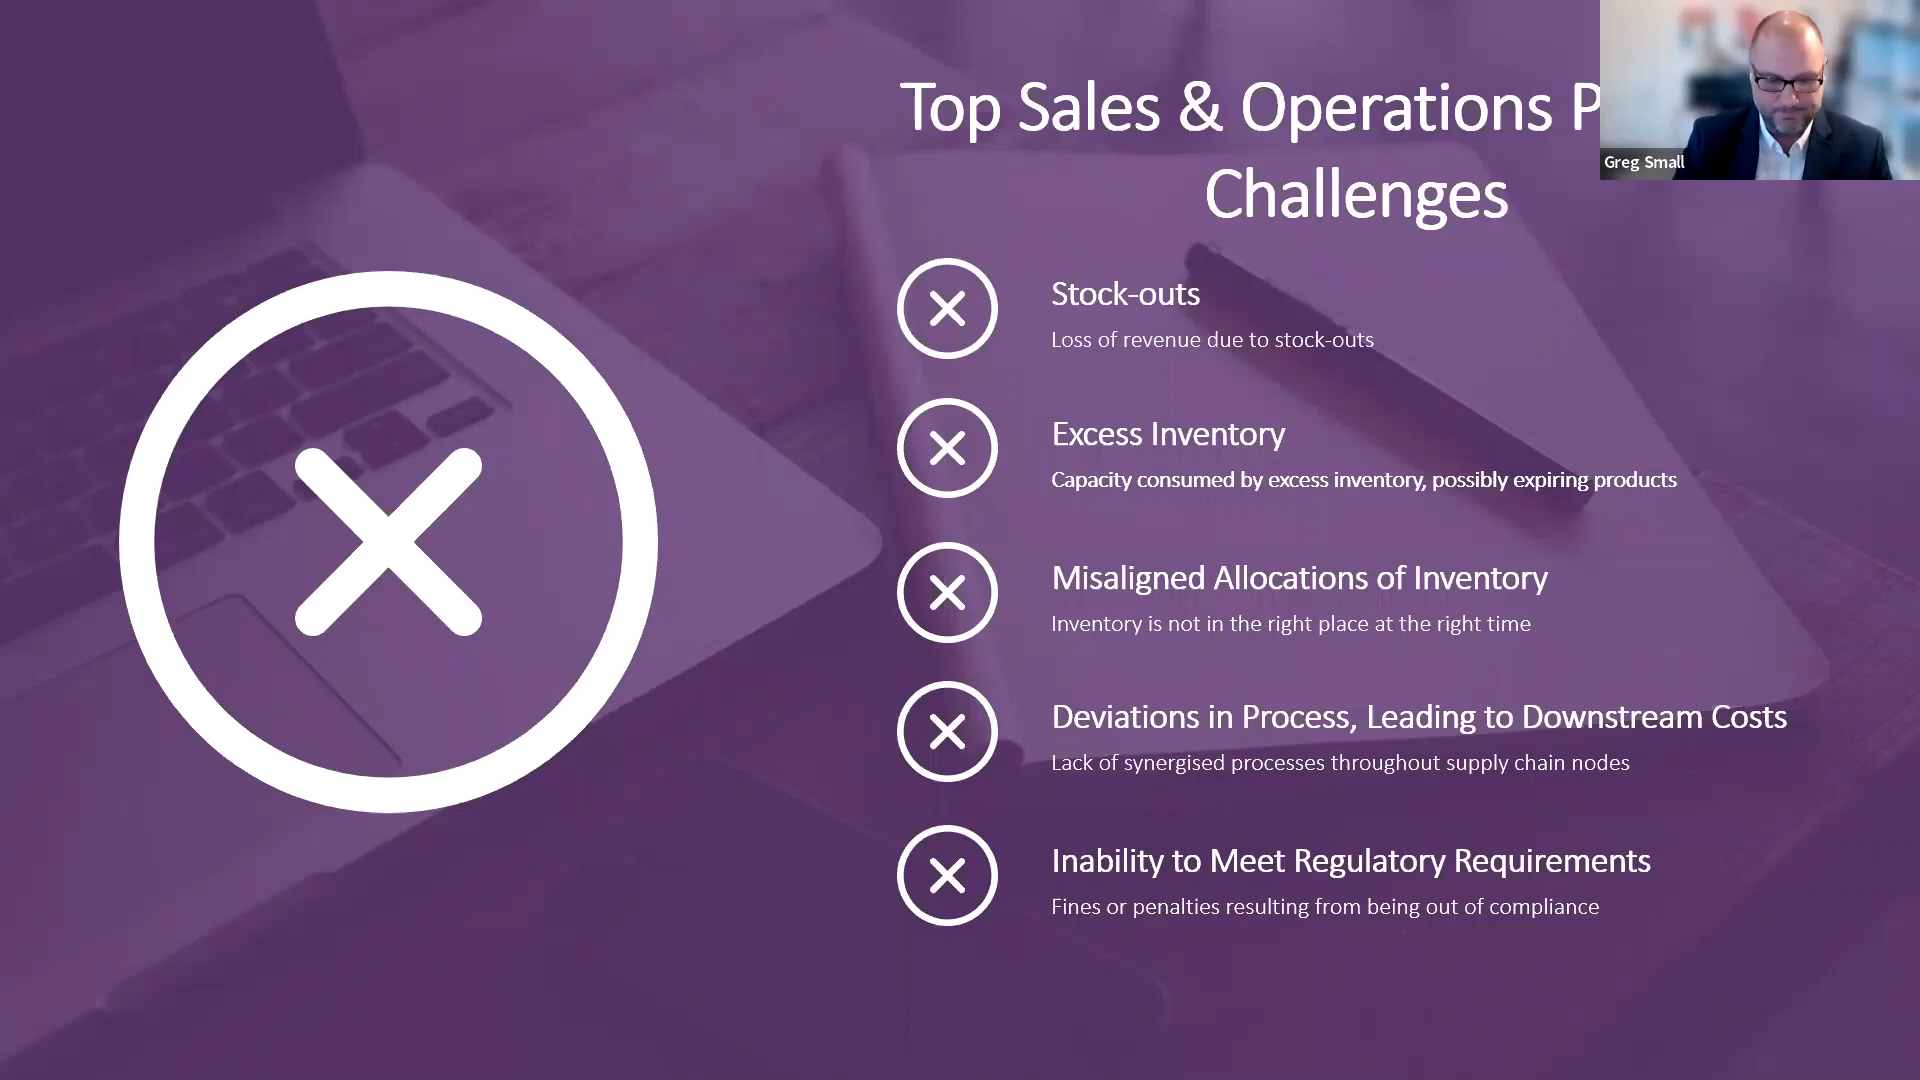 Top Sales & Operations P
Challenges
Greg Small
Stock-outs
Loss of revenue due to stock-outs
Excess Inventory
Capacity consumed by excess inventory, possibly expiring products
Misaligned Allocations of Inventory
Inventory is not in the right place at the right time
Deviations in Process, Leading to Downstream Costs
Lack of synergised processes throughout supply chain nodes
Inability to Meet Regulatory Requirements
Fines or penalties resulting from being out of compliance